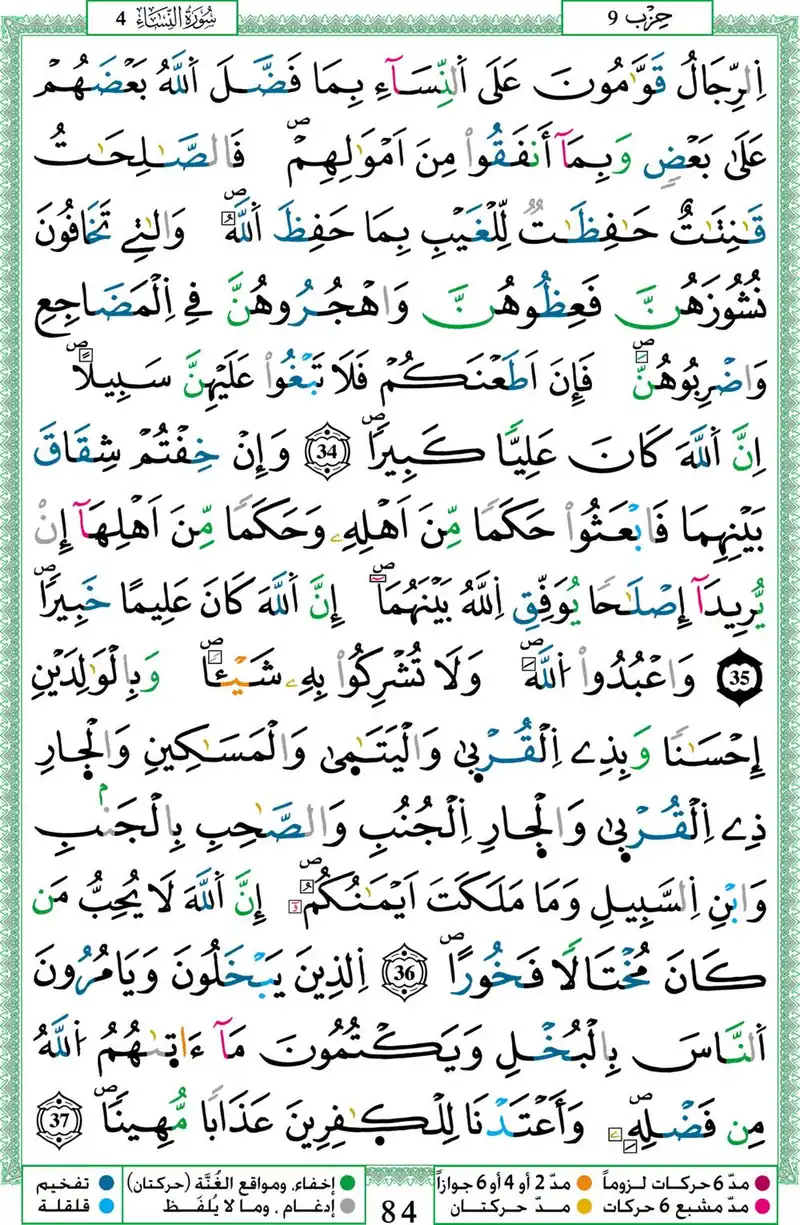 حِزْب 9
سُورَةُ النِّسَاءِ 4
اِ۬لرِّجَالُ قَوَّٰمُونَ عَلَى اَ۬لنِّسَآءِ بِمَا فَضَّلَ اَ۬للَّهُ بَعْضَهُمْ
عَلَىٰ بَعْضٖ وَبِمَآ أَنفَقُواْ مِنَ اَمْوَٰلِهِمْۖ فَالصَّٰلِحَٰتُ
قَٰنِتَٰتٌ حَٰفِظَٰتٞ لِّلْغَيْبِ بِمَا حَفِظَ اَ۬للَّهُۖ وَالٰتِے تَخَافُونَ
نُشُوزَهُنَّ فَعِظُوهُنَّ وَاهْجُرُوهُنَّ فِے اِ۬لْمَضَاجِعِ
وَاضْرِبُوهُنَّۖ فَإِنَ اَطَعْنَكُمْ فَلَا تَبْغُواْ عَلَيْهِنَّ سَبِيلاًۖ
اِنَّ اَ۬للَّهَ كَانَ عَلِيّاٗ كَبِيراٗۖ 34 وَإِنْ خِفْتُمْ شِقَاقَ
بَيْنِهِمَا فَابْعَثُواْ حَكَماٗ مِّنَ اَهْلِهِۦ وَحَكَماٗ مِّنَ اَهْلِهَآ إِنْ
يُّرِيدَآ إِصْلَٰحاٗ يُوَفِّقِ اِ۬للَّهُ بَيْنَهُمَآۖ إِنَّ اَ۬للَّهَ كَانَ عَلِيماً خَبِيراٗۖ
35 وَاعْبُدُواْ اُ۬للَّهَۖ وَلَا تُشْرِكُواْ بِهِۦ شَيْـٔاٗۖ وَبِالْوَٰلِدَيْنِ
إِحْسَٰناٗ وَبِذِے اِ۬لْقُرْب۪ىٰ وَالْيَتَٰم۪ىٰ وَالْمَسَٰكِينِ وَالْج۪ارِ
ذِے اِ۬لْقُرْب۪ىٰ وَالْج۪ارِ اِ۬لْجُنُبِ وَالصَّٰحِبِ بِالْجَنۢبِ
وَابْنِ اِ۬لسَّبِيلِ وَمَا مَلَكَتَ اَيْمَٰنُكُمُۥٓۖ إِنَّ اَ۬للَّهَ لَا يُحِبُّ مَن
كَانَ مُخْتَالاٗ فَخُوراٗۖ 36 اِ۬لذِينَ يَبْخَلُونَ وَيَامُرُونَ
اَ۬لنَّاسَ بِالْبُخْلِ وَيَكْتُمُونَ مَآ ءَات۪يٰهُمُ اُ۬للَّهُ
مِن فَضْلِهِۦۖ وَأَعْتَدْنَا لِلْكٰ۪فِرِينَ عَذَاباٗ مُّهِيناٗۖ 37
مدّ 6 حركات لـزوماً
مدّ 2 أو 4 أو 6 جوازاً
إخفاء، ومواقع الغُنَّة (حركتان)
تفخيم
مدّ مشبع 6 حركات
مـدّ حركتـان
إدغام ، وما لا يُلفَـظ
قلقلة
84